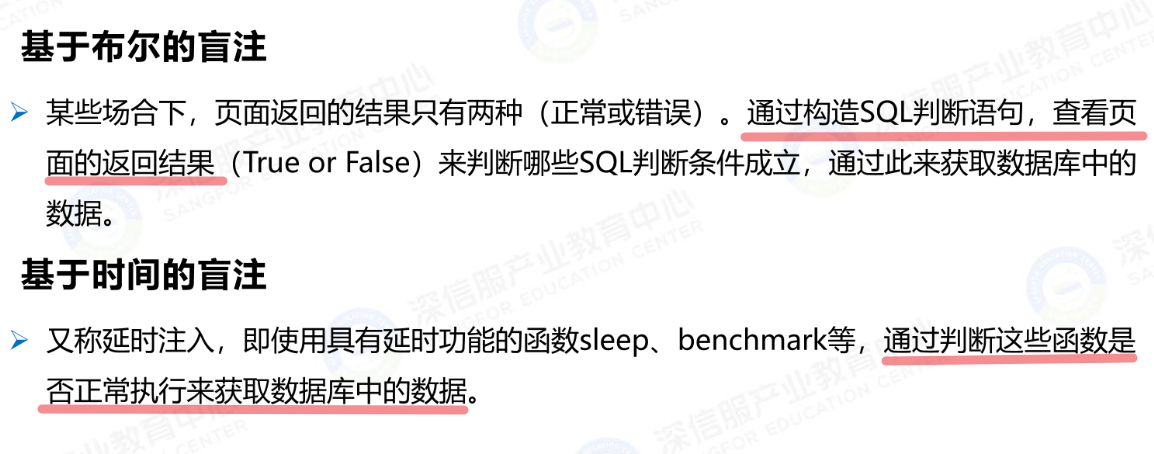 基于布尔的盲注
➢ 某些场合下，页面返回的结果只有两种（正常或错误）。通过构造SQL判断语句，查看页
面的返回结果（True or False）来判断哪些SQL判断条件成立，通过此来获取数据库中的
数据。
基于时间的盲注
➢ 又称延时注入，即使用具有延时功能的函数sleep、benchmark等，通过判断这些函数是
否正常执行来获取数据库中的数据。
深信服产业教育中心
SANGFOR EDUCATION CENTER